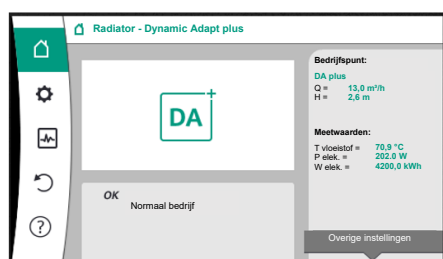 Radiator - Dynamic Adapt plus
DA+
OK
Normaal bedrijf
Bedrijfspunt:
DA plus
Q = 13,0 m³/h
H = 2,6 m
Meetwaarden:
T vloeistof = 70,9 °C
P elek. = 202.0 W
W elek. = 4200,0 kWh
Overige instellingen
?